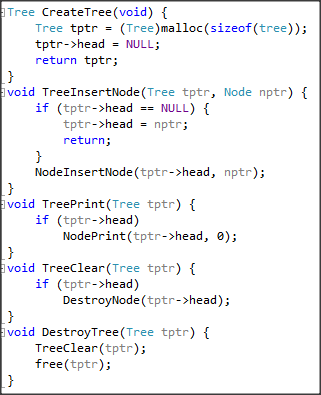 Tree CreateTree(void) {
    Tree tptr = (Tree)malloc(sizeof(tree));
    tptr->head = NULL;
    return tptr;
}
void TreeInsertNode(Tree tptr, Node nptr) {
    if (tptr->head == NULL) {
        tptr->head = nptr;
        return;
    }
    NodeInsertNode(tptr->head, nptr);
}
void TreePrint(Tree tptr) {
    if (tptr->head)
        NodePrint(tptr->head, 0);
}
void TreeClear(Tree tptr) {
    if (tptr->head)
        DestroyNode(tptr->head);
}
void DestroyTree(Tree tptr) {
    TreeClear(tptr);
    free(tptr);
}